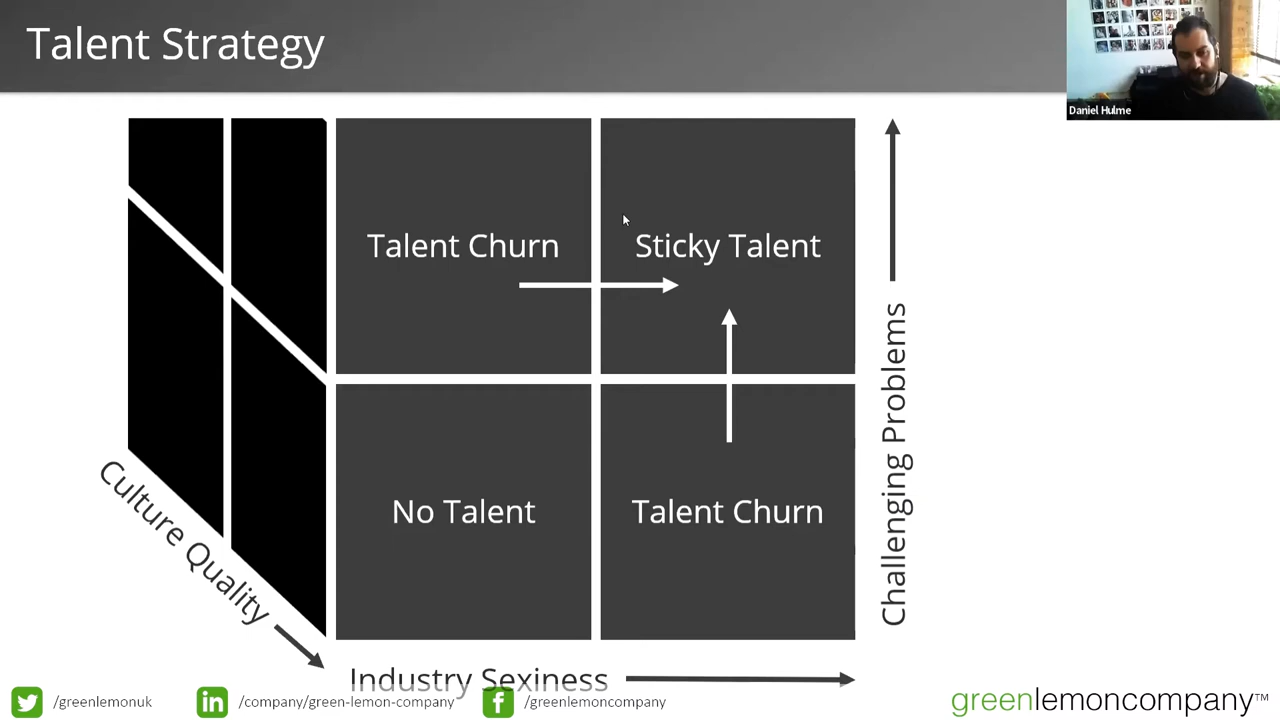 Talent Strategy
Daniel Hulme
Talent Churn
Sticky Talent
No Talent
Talent Churn
Challenging Problems
Culture Quality
Industry Sexiness
/greenlemonuk
/company/green-lemon-company
/greenlemoncompany
greenlemoncompany™